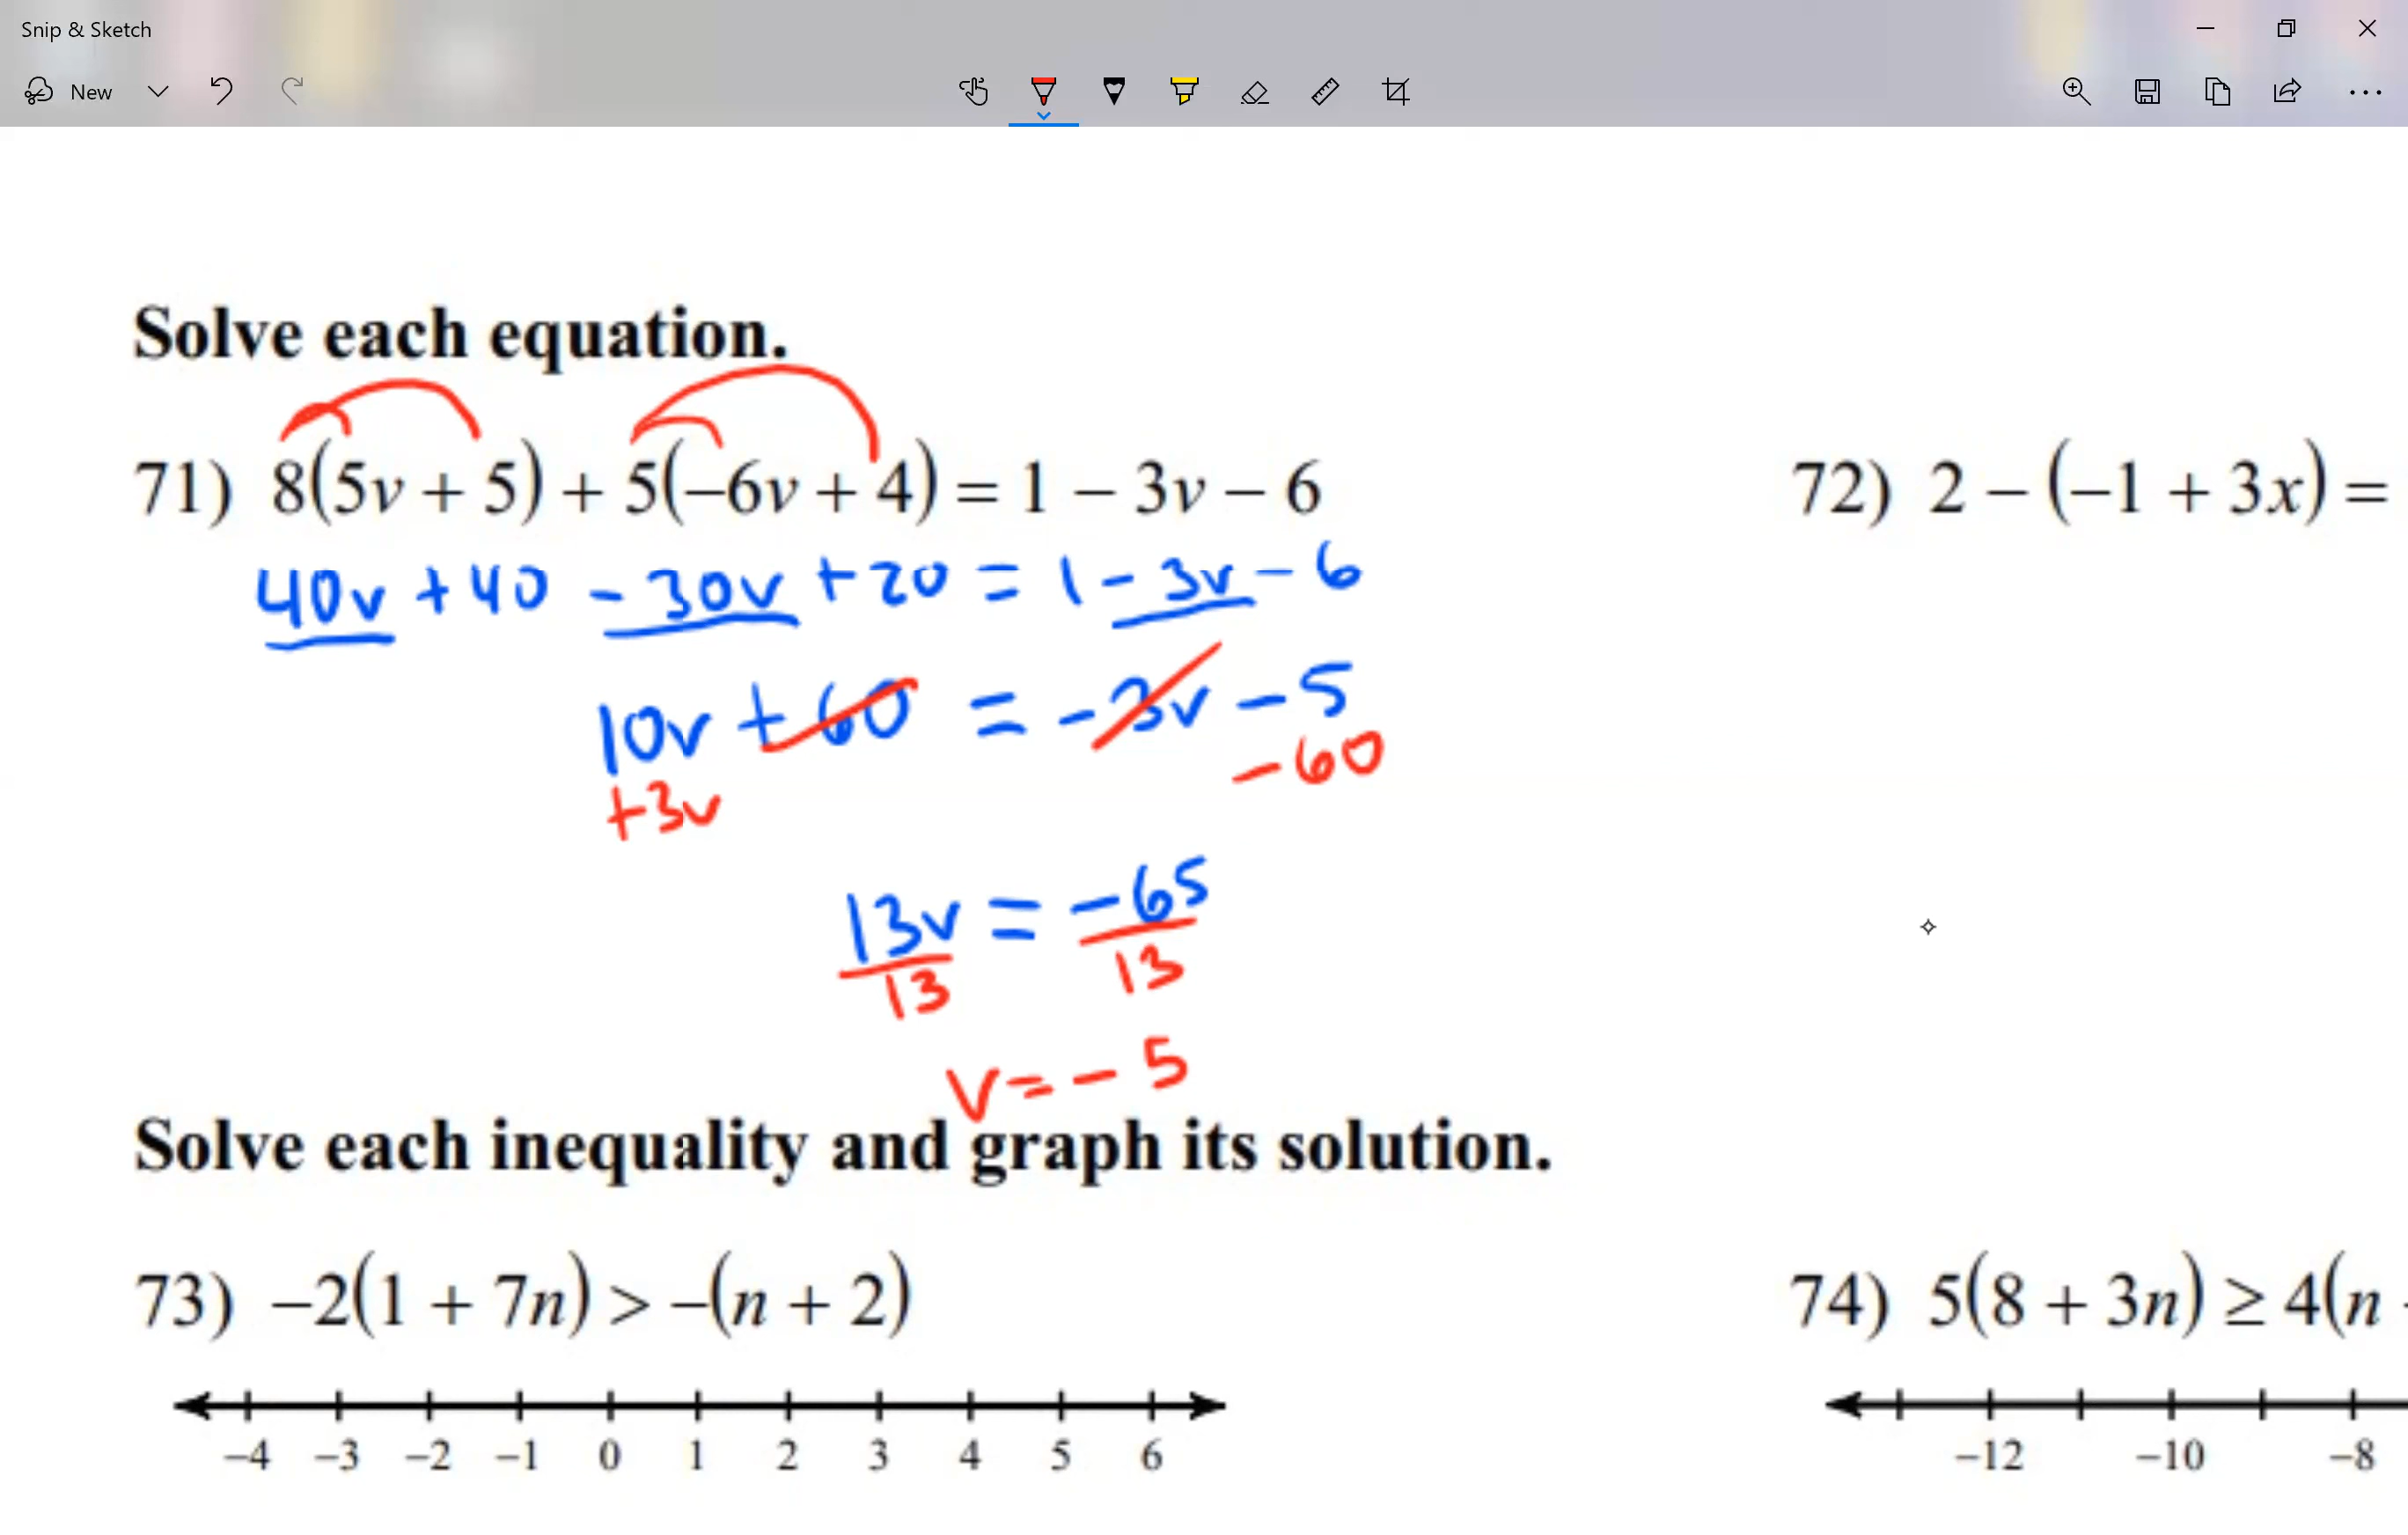 Snip & Sketch
New
Solve each equation.
71) 8(5v + 5) + 5(−6v + 4) = 1 − 3v − 6
72) 2 − (−1 + 3x) =
40v + 40 − 30v + 20 = 1 − 3v − 6
10v + 60 = −3v − 5
+3v − 60
13v = −65
13 13
v = −5
Solve each inequality and graph its solution.
73) −2(1 + 7n) > −(n + 2)
74) 5(8 + 3n) ≥ 4(n
−4 −3 −2 −1 0 1 2 3 4 5 6
−12 −10 −8